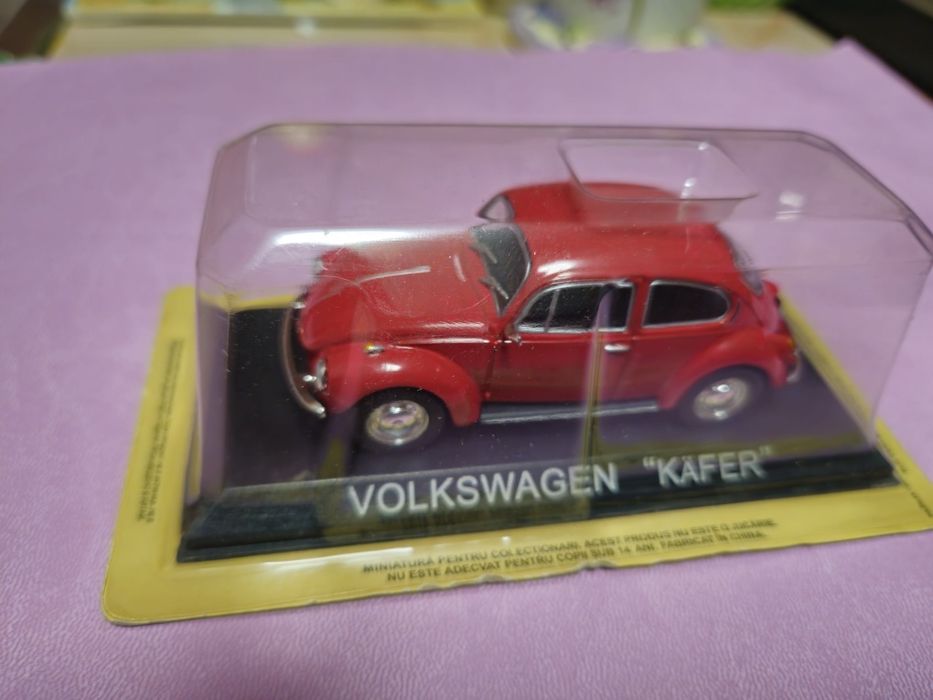 VOLKSWAGEN "KÄFER"
MINIATURĂ PENTRU COLECȚIONARI. ACEST PRODUS NU ESTE O JUCĂRIE.
NU ESTE ADECVAT PENTRU COPII SUB 14 ANI. FABRICAT ÎN CHINA.